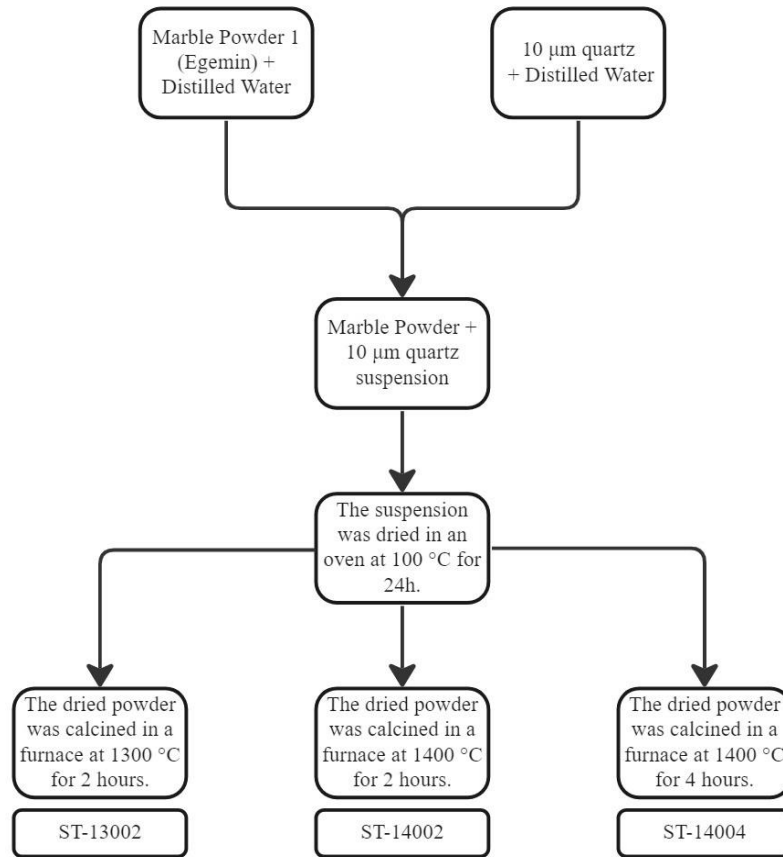 Marble Powder 1
(Egemin) +
Distilled Water
10 μm quartz
+ Distilled Water
Marble Powder +
10 μm quartz
suspension
The suspension
was dried in an
oven at 100 °C for
24h.
The dried powder
was calcined in a
furnace at 1300 °C
for 2 hours.
The dried powder
was calcined in a
furnace at 1400 °C
for 2 hours.
The dried powder
was calcined in a
furnace at 1400 °C
for 4 hours.
ST-13002
ST-14002
ST-14004